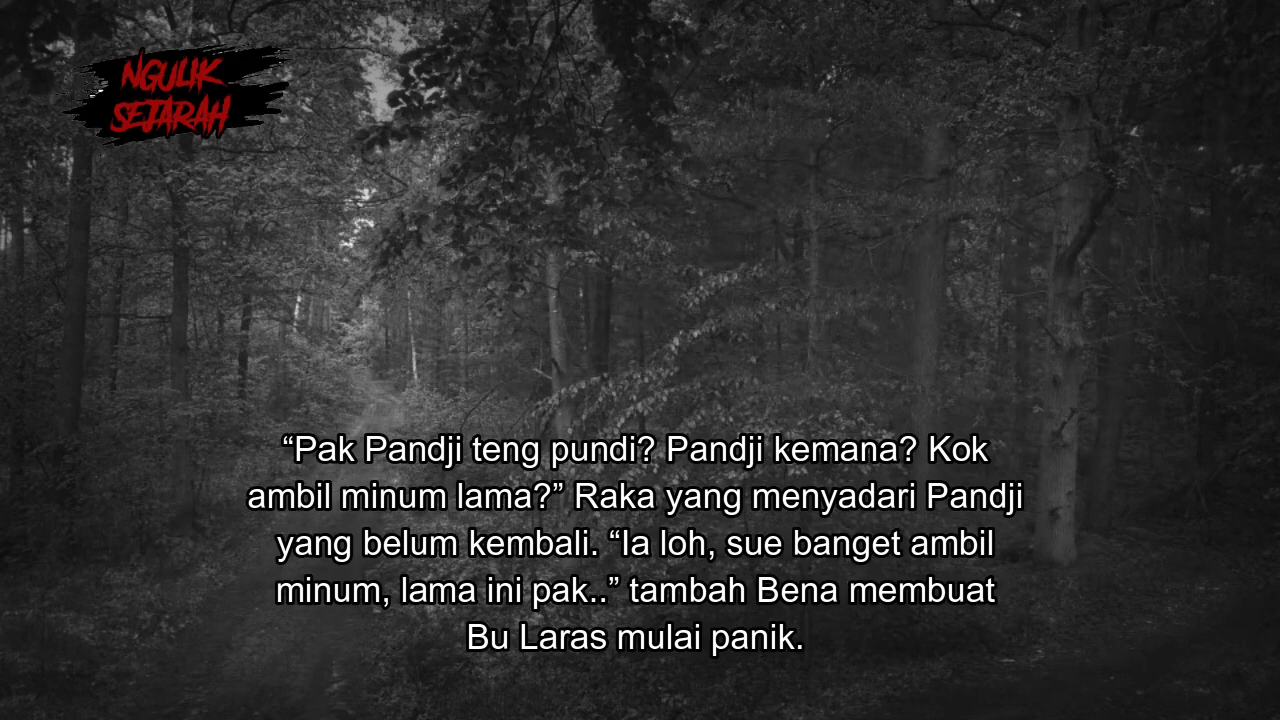 NGULIK
SEJARAH
“Pak Pandji teng pundi? Pandji kemana? Kok
ambil minum lama?” Raka yang menyadari Pandji
yang belum kembali. “Ia loh, sue banget ambil
minum, lama ini pak..” tambah Bena membuat
Bu Laras mulai panik.